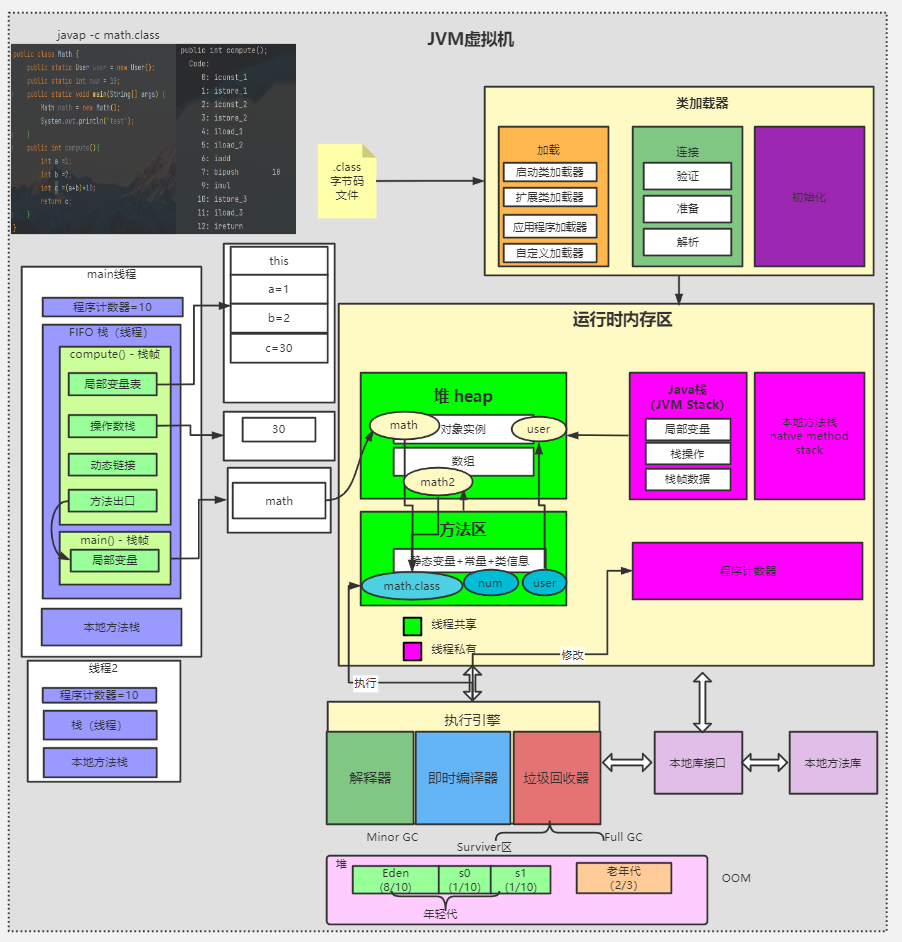 JVM虚拟机
javap -c math.class
public class Math {
public static User user = new User();
public static int num = 10;
public static void main(String[] args) {
Math math = new Math();
System.out.println("test");
}
public int compute(){
int a =1;
int b =2;
int c =(a+b)*10;
return c;
}
}
public int compute();
Code:
0: iconst_1
1: istore_1
2: iconst_2
3: istore_2
4: iload_1
5: iload_2
6: iadd
7: bipush 10
9: imul
10: istore_3
11: iload_3
12: ireturn
.class
字节码
文件
类加载器
加载
启动类加载器
扩展类加载器
应用程序加载器
自定义加载器
连接
验证
准备
解析
初始化
main线程
程序计数器=10
FIFO 栈（线程）
compute() - 栈帧
局部变量表
操作数栈
动态链接
方法出口
main() - 栈帧
局部变量
本地方法栈
this
a=1
b=2
c=30
30
math
线程2
程序计数器=10
栈（线程）
本地方法栈
运行时内存区
堆 heap
math
对象实例
user
数组
math2
方法区
静态变量+常量+类信息
math.class
num
user
Java栈
(JVM Stack)
局部变量
栈操作
栈帧数据
本地方法栈
native method
stack
程序计数器
线程共享
线程私有
修改
执行
执行引擎
解释器
即时编译器
垃圾回收器
本地库接口
本地方法库
Minor GC
Surviver区
Full GC
堆
Eden
(8/10)
s0
(1/10)
s1
(1/10)
年轻代
老年代
(2/3)
OOM